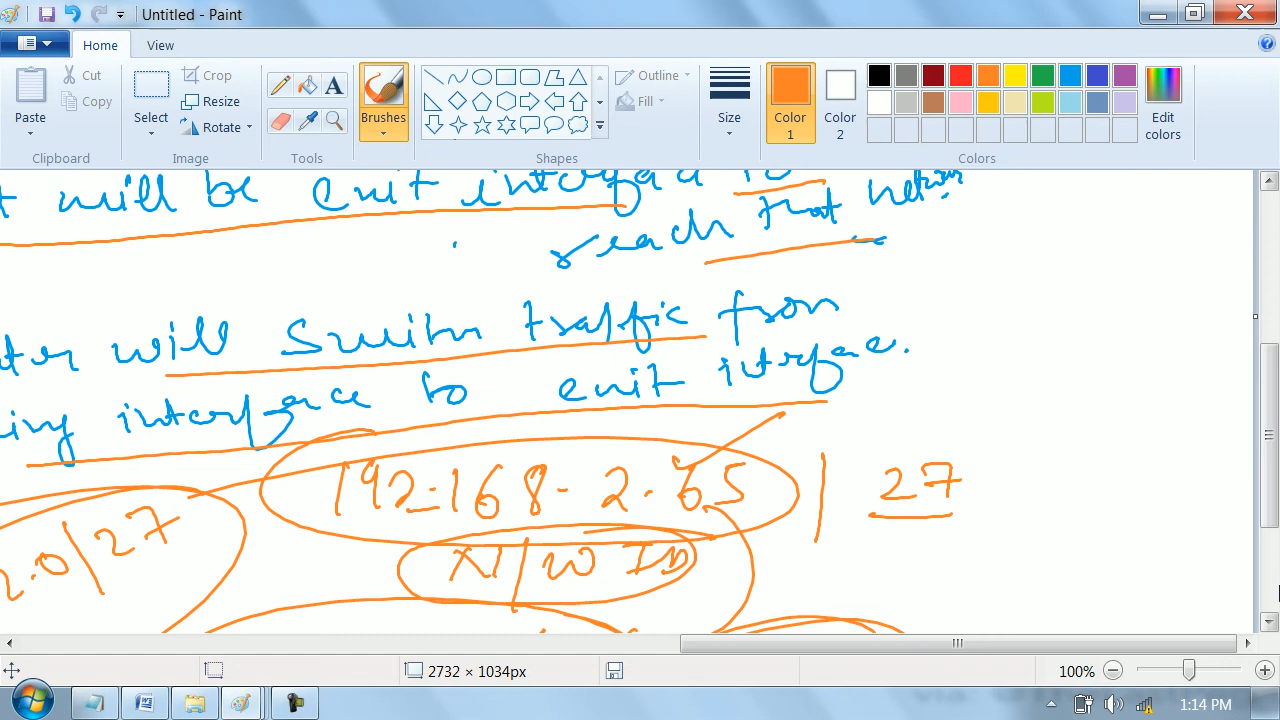 Untitled - Paint
Home View
Paste
Cut
Copy
Clipboard
Select
Crop
Resize
Rotate
Image
A
Tools
Brushes
Shapes
Outline
Fill
Size
Color 1
Color 2
Edit colors
Colors
t will be exit interface to
reach that
ter will Switch traffic from
ing interface to exit interface.
192.168.2.65 | 27
2.0/27
N/W ID
2732 × 1034px
100%
1:14 PM